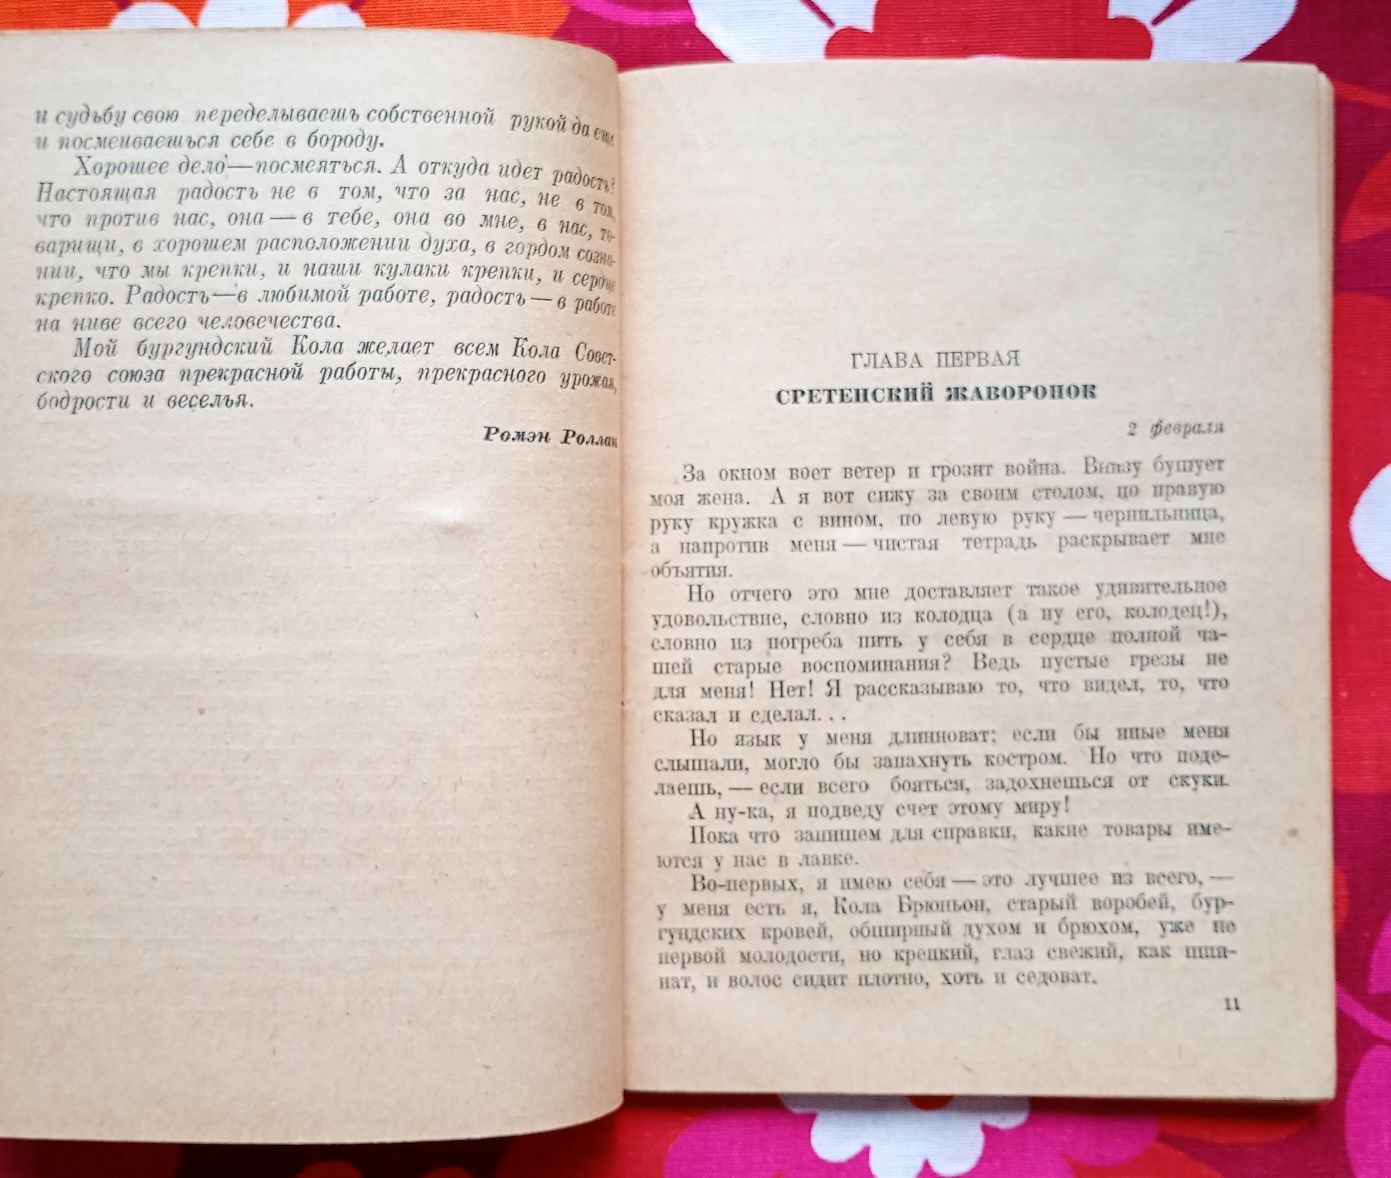 и судьбу свою переделываешь собственной рукой да еще
и посмеиваешься себе в бороду.
Хорошее дело—посмеяться. А откуда идет радость?
Настоящая радость не в том, что за нас, не в том,
что против нас, она — в тебе, она во мне, в нас, то-
варищи, в хорошем расположении духа, в гордом созна-
нии, что мы крепки, и наши кулаки крепки, и сердце
крепко. Радость—в любимой работе, радость — в работе
на ниве всего человечества.
Мой бургундский Кола желает всем Кола Совет-
ского союза прекрасной работы, прекрасного урожая,
бодрости и веселья.
Ромэн Роллан
ГЛАВА ПЕРВАЯ
СРЕТЕНСКИЙ ЖАВОРОНОК
2 февраля
За окном воет ветер и грозит война. Внизу бушует
моя жена. А я вот сижу за своим столом, по правую
руку кружка с вином, по левую руку — чернильница,
а напротив меня — чистая тетрадь раскрывает мне
объятия.
Но отчего это мне доставляет такое удивительное
удовольствие, словно из колодца (а ну его, колодец!),
словно из погреба пить у себя в сердце полной ча-
шей старые воспоминания? Ведь пустые грезы не
для меня! Нет! Я рассказываю то, что видел, то, что
сказал и сделал...
Но язык у меня длинноват; если бы иные меня
слышали, могло бы запахнуть костром. Но что поде-
лаешь, — если всего бояться, задохнешься от скуки.
А ну-ка, я подведу счет этому миру!
Пока что запишем для справки, какие товары име-
ются у нас в лавке.
Во-первых, я имею себя — это лучшее из всего, —
у меня есть я, Кола Брюньон, старый воробей, бур-
гундских кровей, обширный духом и брюхом, уже не
первой молодости, но крепкий, глаз свежий, как шпи-
нат, и волос сидит плотно, хоть и седоват.
11